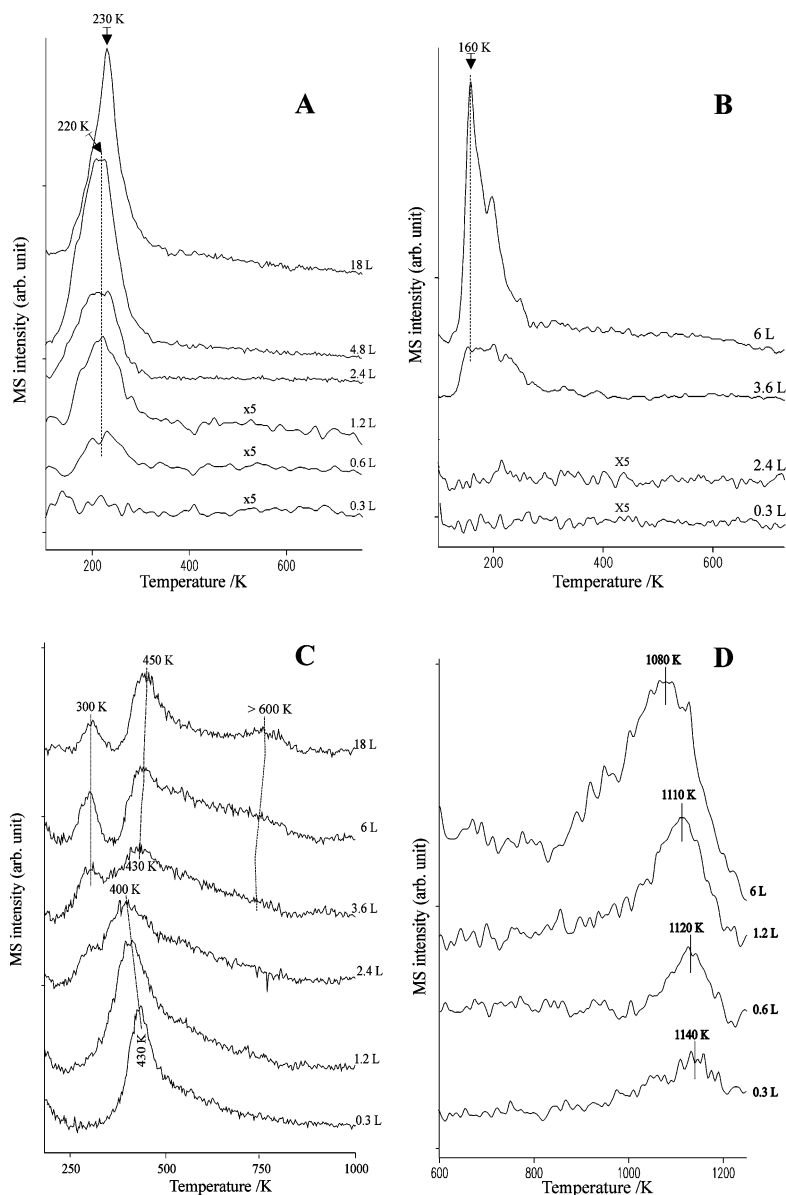 230 K
A
220 K
18 L
4.8 L
2.4 L
x5
1.2 L
x5
0.6 L
x5
0.3 L
MS intensity (arb. unit)
200 400 600
Temperature /K
160 K
B
6 L
3.6 L
X5
2.4 L
X5
0.3 L
MS intensity (arb. unit)
200 400 600
Temperature /K
C
450 K
300 K
> 600 K
18 L
6 L
430 K
3.6 L
400 K
2.4 L
430 K
1.2 L
0.3 L
MS intensity (arb. unit)
250 500 750 1000
Temperature /K
D
1080 K
1110 K
6 L
1.2 L
1120 K
0.6 L
1140 K
0.3 L
MS intensity (arb. unit)
600 800 1000 1200
Temperature /K